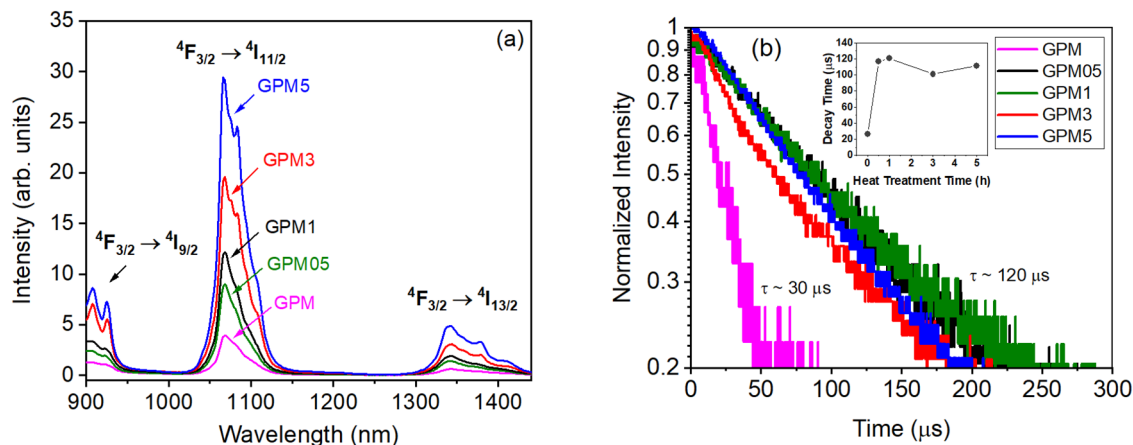 (a)
⁴F₃/₂ → ⁴I₁₁/₂
GPM5
GPM3
⁴F₃/₂ → ⁴I₉/₂
GPM1
GPM05
GPM
⁴F₃/₂ → ⁴I₁₃/₂
35
30
25
20
15
10
5
0
Intensity (arb. units)
900 1000 1100 1200 1300 1400
Wavelength (nm)
(b)
1
0.9
0.8
0.7
0.6
0.5
0.4
0.3
0.2
Normalized Intensity
140
120
100
80
60
40
20
0
Decay Time (μs)
0 1 2 3 4 5
Heat Treatment Time (h)
GPM
GPM05
GPM1
GPM3
GPM5
τ ~ 30 μs
τ ~ 120 μs
0 50 100 150 200 250 300
Time (μs)